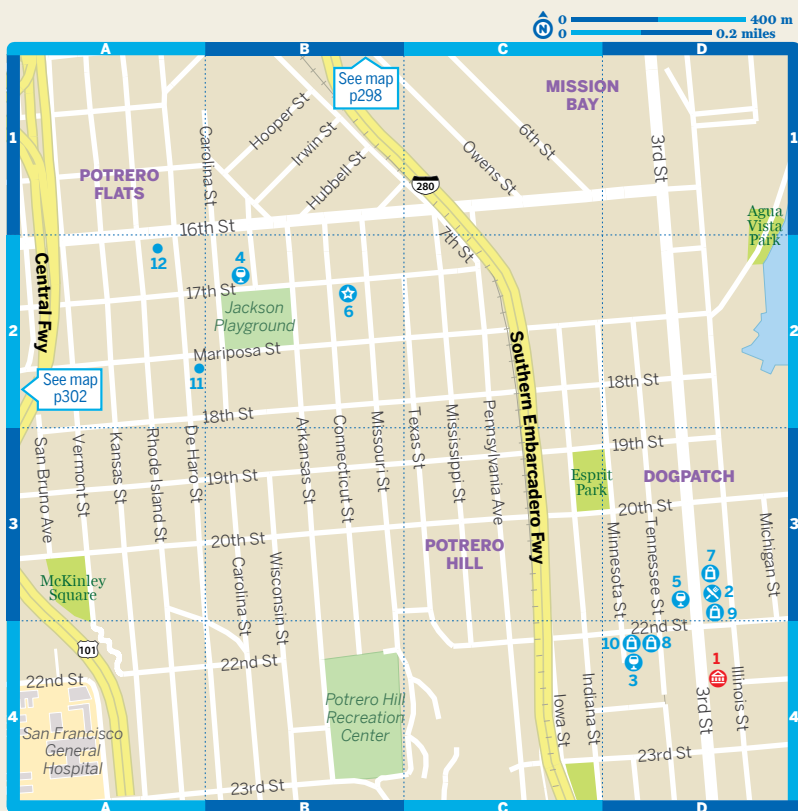 N
0
400 m
0
0.2 miles
A
B
C
D
1
2
3
4
1
2
3
4
A
B
C
D
See map
p298
MISSION
BAY
POTRERO
FLATS
Carolina St
Hooper St
Irwin St
Hubbell St
280
Owens St
6th St
3rd St
Agua
Vista
Park
16th St
7th St
Central Fwy
12
4
17th St
6
Jackson
Playground
Mariposa St
11
See map
p302
18th St
18th St
Southern Embarcadero Fwy
San Bruno Ave
Vermont St
Kansas St
Rhode Island St
De Haro St
Arkansas St
Connecticut St
Missouri St
Texas St
Mississippi St
Pennsylvania Ave
19th St
19th St
Esprit
Park
DOGPATCH
20th St
20th St
POTRERO
HILL
Minnesota St
Tennessee St
Michigan St
McKinley
Square
Carolina St
Wisconsin St
7
5
2
9
22nd St
10
8
3
1
101
22nd St
22nd St
Potrero Hill
Recreation
Center
San Francisco
General
Hospital
Iowa St
Indiana St
3rd St
Illinois St
23rd St
23rd St